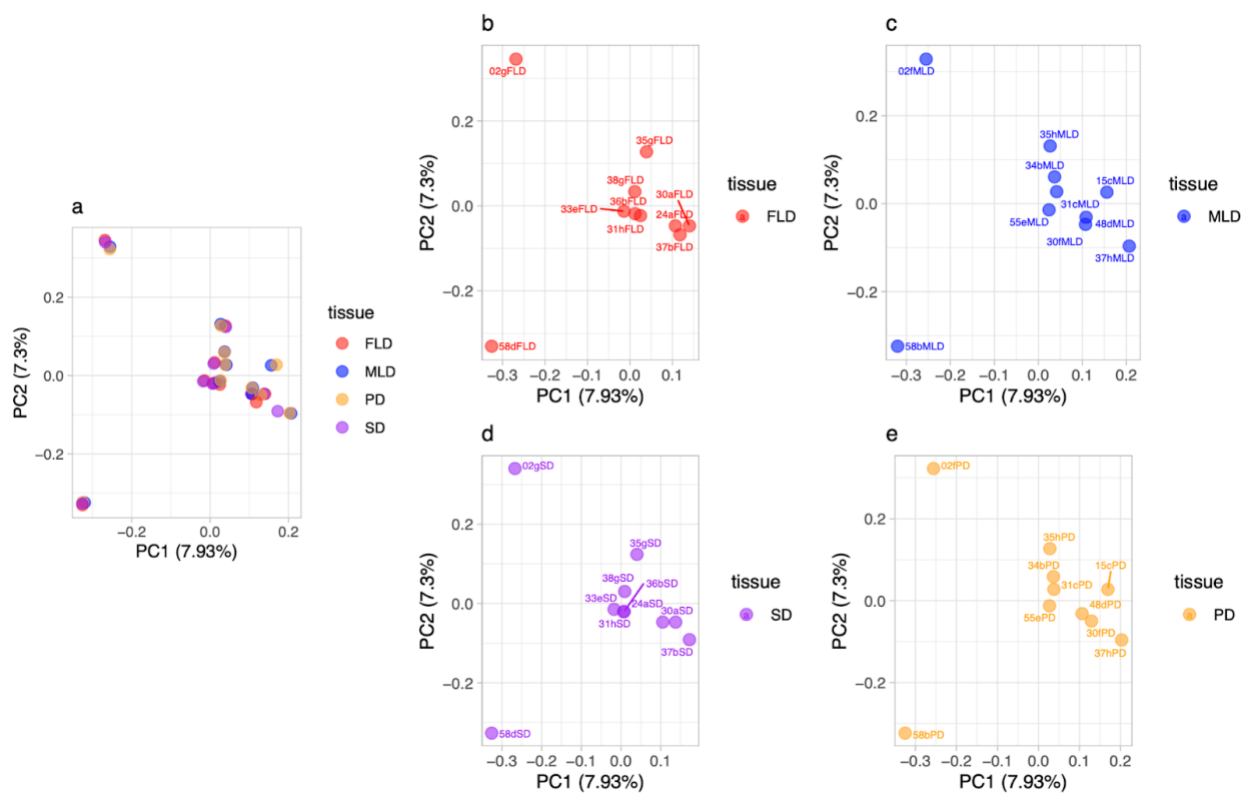 a
PC2 (7.3%)
0.2
0.0
−0.2
−0.2
0.0
0.2
PC1 (7.93%)
tissue
FLD
MLD
PD
SD
b
PC2 (7.3%)
0.2
0.0
−0.2
02gFLD
35gFLD
38gFLD
30aFLD
36bFLD
33eFLD
24aFLD
31hFLD
37bFLD
58dFLD
−0.3
−0.2
−0.1
0.0
0.1
PC1 (7.93%)
tissue
a
FLD
c
PC2 (7.3%)
0.2
0.0
−0.2
02fMLD
35hMLD
34bMLD
15cMLD
31cMLD
55eMLD
48dMLD
30fMLD
37hMLD
58bMLD
−0.3
−0.2
−0.1
0.0
0.1
0.2
PC1 (7.93%)
tissue
a
MLD
d
PC2 (7.3%)
0.2
0.0
−0.2
02gSD
35gSD
38gSD
36bSD
33eSD
24aSD
30aSD
31hSD
37bSD
58dSD
−0.3
−0.2
−0.1
0.0
0.1
PC1 (7.93%)
tissue
a
SD
e
PC2 (7.3%)
0.2
0.0
−0.2
02fPD
35hPD
34bPD
15cPD
31cPD
48dPD
55ePD
30fPD
37hPD
58bPD
−0.3
−0.2
−0.1
0.0
0.1
0.2
PC1 (7.93%)
tissue
a
PD